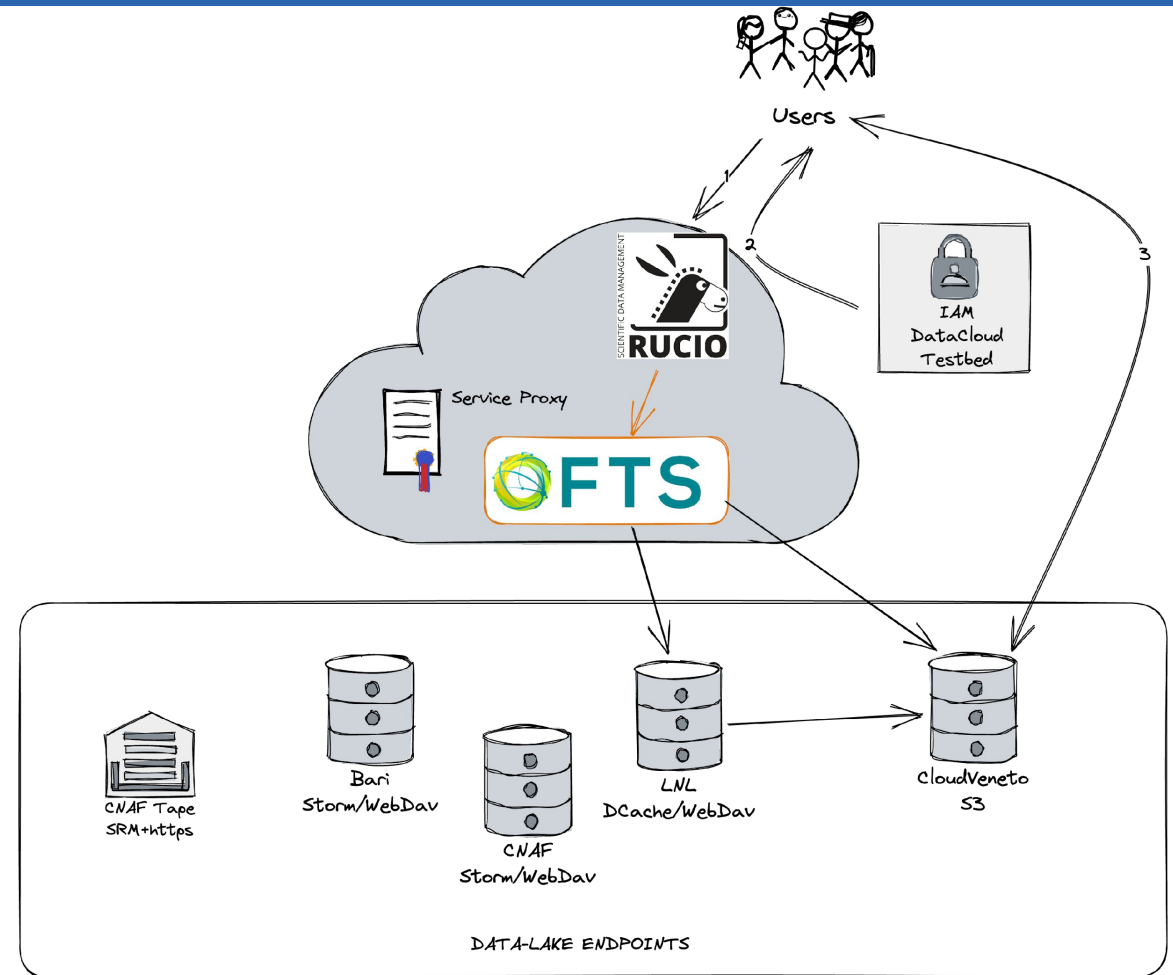 Users
1
2
3
SCIENTIFIC DATA MANAGEMENT
RUCIO
IAM
DataCloud
Testbed
Service Proxy
FTS
Bari
Storm/WebDav
LNL
DCache/WebDav
CloudVeneto
S3
CNAF Tape
SRM+https
CNAF
Storm/WebDav
DATA-LAKE ENDPOINTS